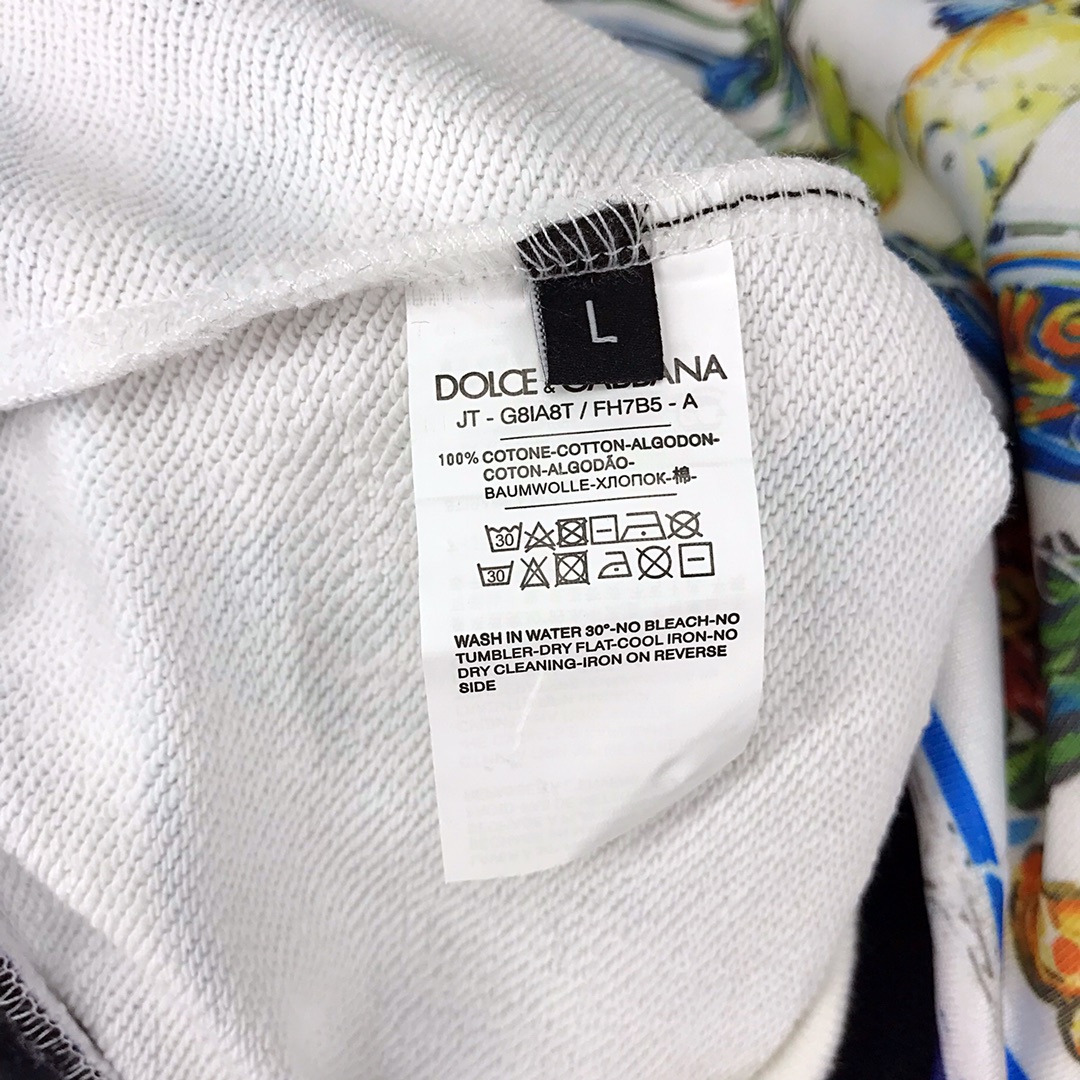 L
DOLCE & GABBANA
JT - G8IA8T / FH7B5 - A
100% COTONE-COTTON-ALGODON-
COTON-ALGODÃO-
BAUMWOLLE-ХЛОПОК-棉-
30
30
WASH IN WATER 30°-NO BLEACH-NO
TUMBLER-DRY FLAT-COOL IRON-NO
DRY CLEANING-IRON ON REVERSE
SIDE